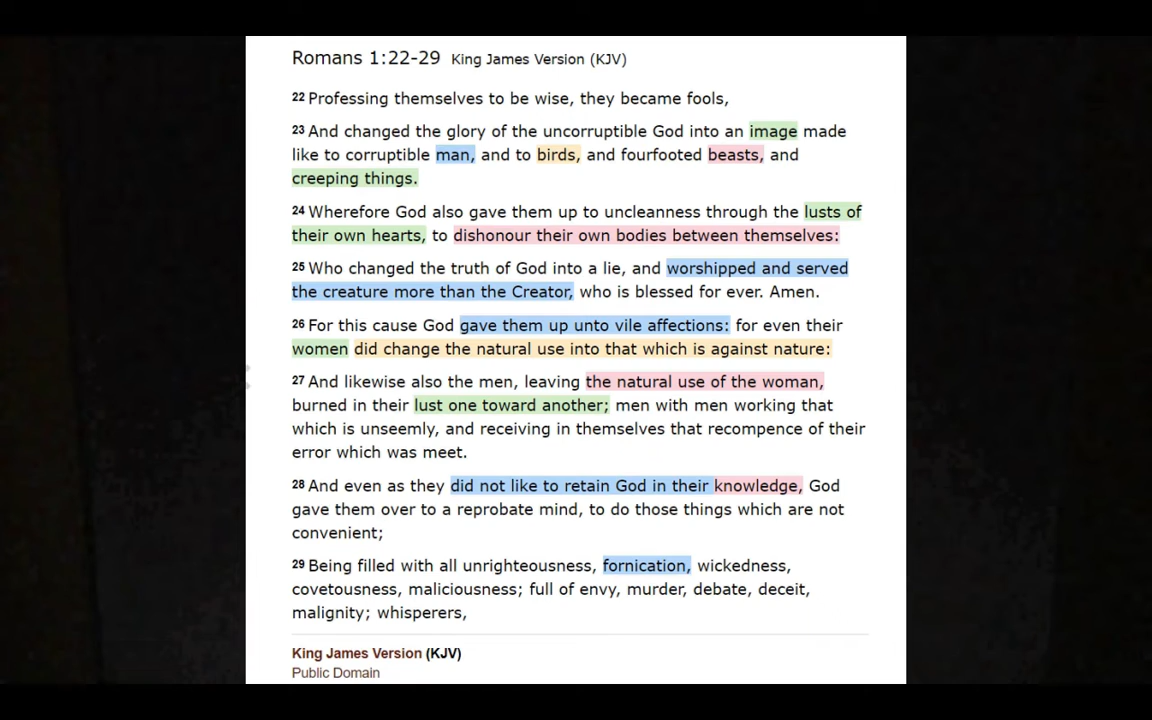 Romans 1:22-29 King James Version (KJV)
22 Professing themselves to be wise, they became fools,
23 And changed the glory of the uncorruptible God into an image made
like to corruptible man, and to birds, and fourfooted beasts, and
creeping things.
24 Wherefore God also gave them up to uncleanness through the lusts of
their own hearts, to dishonour their own bodies between themselves:
25 Who changed the truth of God into a lie, and worshipped and served
the creature more than the Creator, who is blessed for ever. Amen.
26 For this cause God gave them up unto vile affections: for even their
women did change the natural use into that which is against nature:
27 And likewise also the men, leaving the natural use of the woman,
burned in their lust one toward another; men with men working that
which is unseemly, and receiving in themselves that recompence of their
error which was meet.
28 And even as they did not like to retain God in their knowledge, God
gave them over to a reprobate mind, to do those things which are not
convenient;
29 Being filled with all unrighteousness, fornication, wickedness,
covetousness, maliciousness; full of envy, murder, debate, deceit,
malignity; whisperers,
King James Version (KJV)
Public Domain